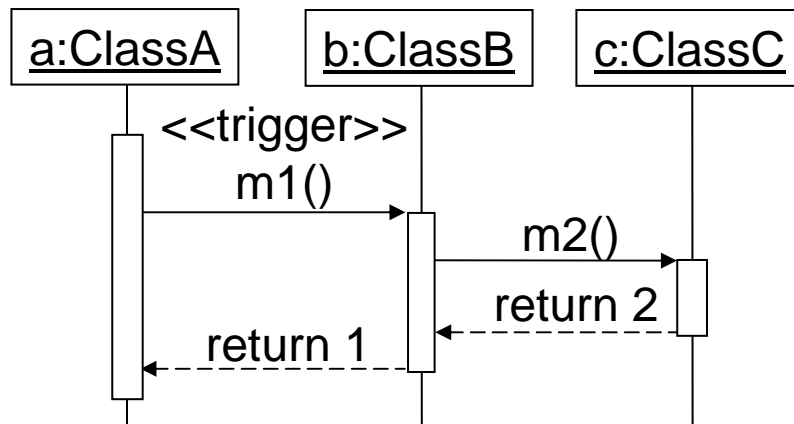 a:ClassA
b:ClassB
c:ClassC
<<trigger>>
m1()
m2()
return 2
return 1